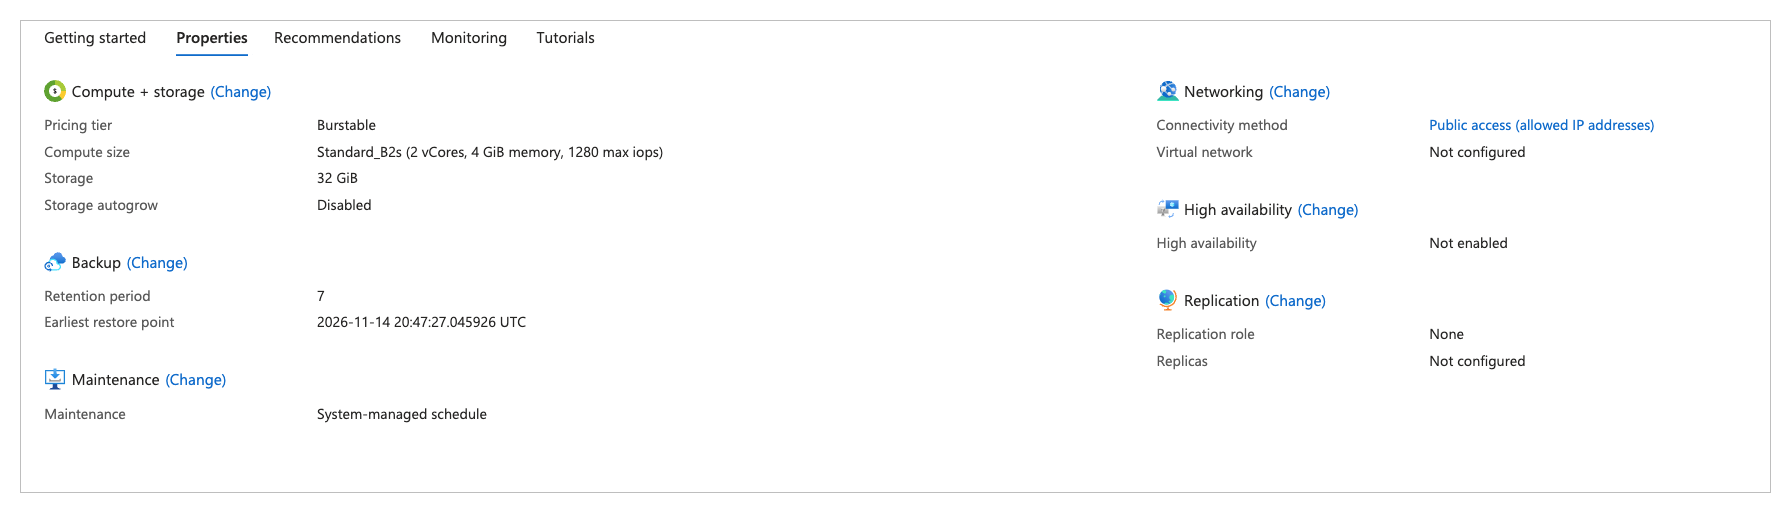 Getting started Properties Recommendations Monitoring Tutorials
Compute + storage (Change)
Pricing tier Burstable
Compute size Standard_B2s (2 vCores, 4 GiB memory, 1280 max iops)
Storage 32 GiB
Storage autogrow Disabled
Backup (Change)
Retention period 7
Earliest restore point 2026-11-14 20:47:27.045926 UTC
Maintenance (Change)
Maintenance System-managed schedule
Networking (Change)
Connectivity method Public access (allowed IP addresses)
Virtual network Not configured
High availability (Change)
High availability Not enabled
Replication (Change)
Replication role None
Replicas Not configured